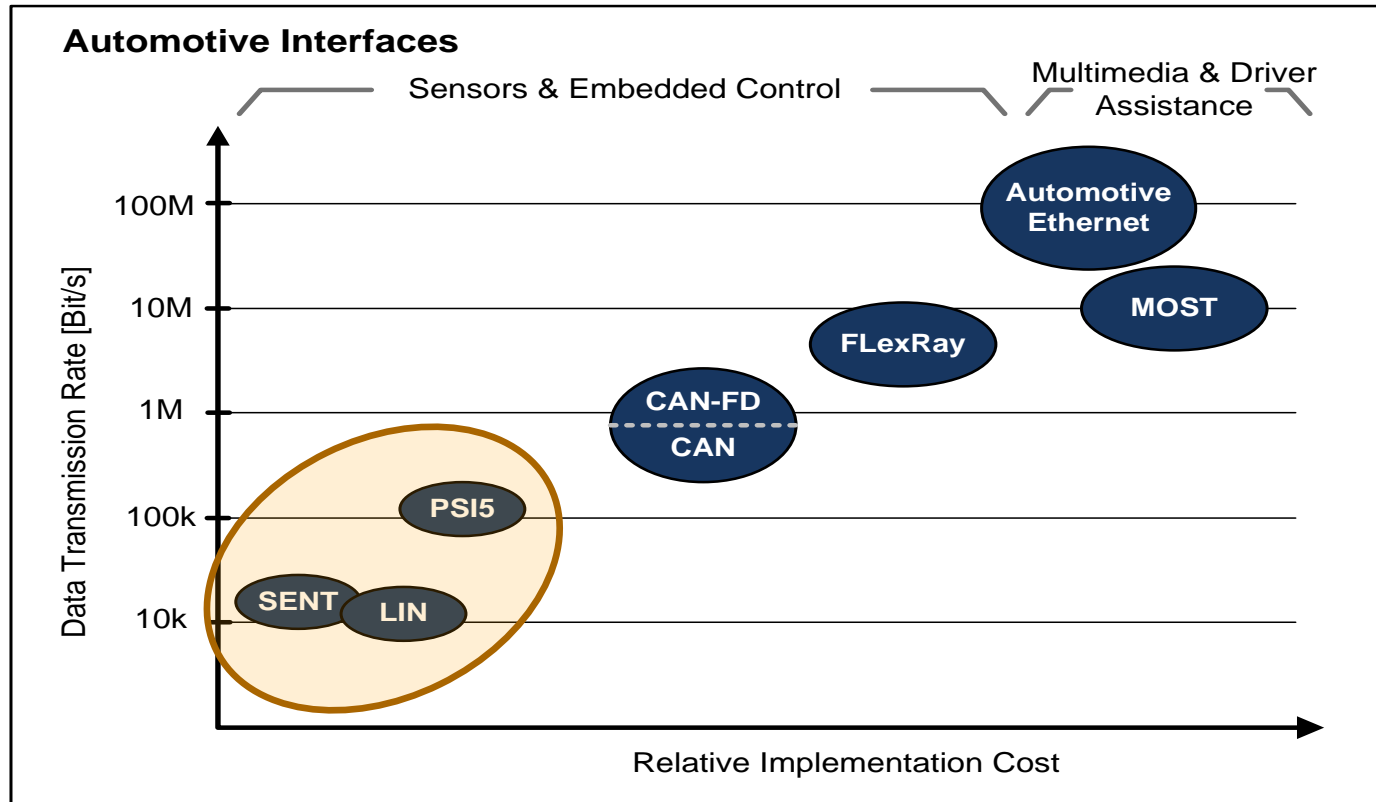 Automotive Interfaces
Sensors & Embedded Control
Multimedia & Driver
Assistance
Data Transmission Rate [Bit/s]
100M
10M
1M
100k
10k
Automotive
Ethernet
MOST
FLexRay
CAN-FD
CAN
PSI5
SENT
LIN
Relative Implementation Cost